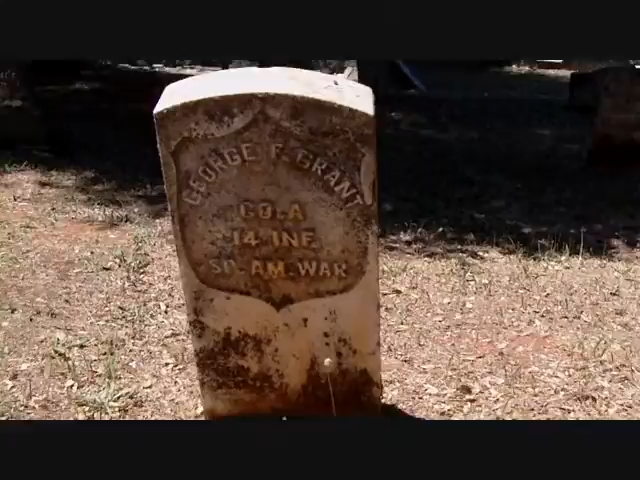 GEORGE F. GRANT
CO. A
14 INF.
SP. AM. WAR